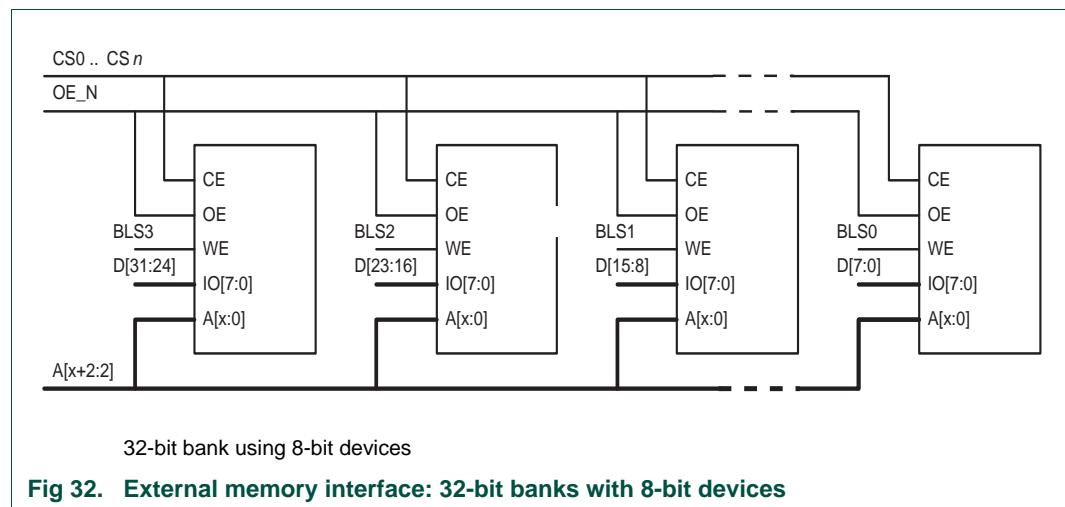 CS0 .. CSn
OE_N
CE
CE
CE
CE
OE
OE
OE
OE
BLS3
BLS2
BLS1
BLS0
WE
WE
WE
WE
D[31:24]
D[23:16]
D[15:8]
D[7:0]
IO[7:0]
IO[7:0]
IO[7:0]
IO[7:0]
A[x:0]
A[x:0]
A[x:0]
A[x:0]
A[x+2:2]
32-bit bank using 8-bit devices
Fig 32. External memory interface: 32-bit banks with 8-bit devices